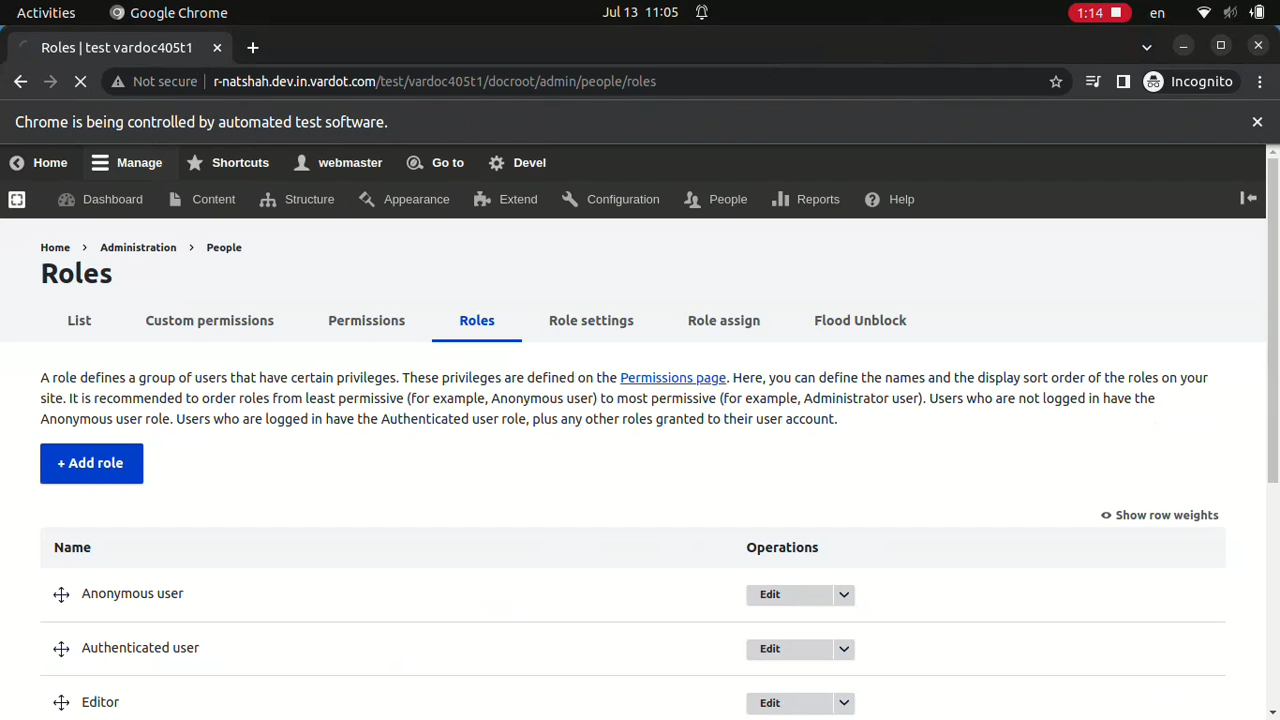 Activities
Google Chrome
Jul 13 11:05
1:14
en
Roles | test vardoc405t1
Not secure
r-natshah.dev.in.vardot.com/test/vardoc405t1/docroot/admin/people/roles
Incognito
Chrome is being controlled by automated test software.
Home
Manage
Shortcuts
webmaster
Go to
Devel
Dashboard
Content
Structure
Appearance
Extend
Configuration
People
Reports
Help
Home > Administration > People
Roles
List
Custom permissions
Permissions
Roles
Role settings
Role assign
Flood Unblock
A role defines a group of users that have certain privileges. These privileges are defined on the Permissions page. Here, you can define the names and the display sort order of the roles on your
site. It is recommended to order roles from least permissive (for example, Anonymous user) to most permissive (for example, Administrator user). Users who are not logged in have the
Anonymous user role. Users who are logged in have the Authenticated user role, plus any other roles granted to their user account.
+ Add role
Show row weights
Name
Operations
Anonymous user
Edit
Authenticated user
Edit
Editor
Edit